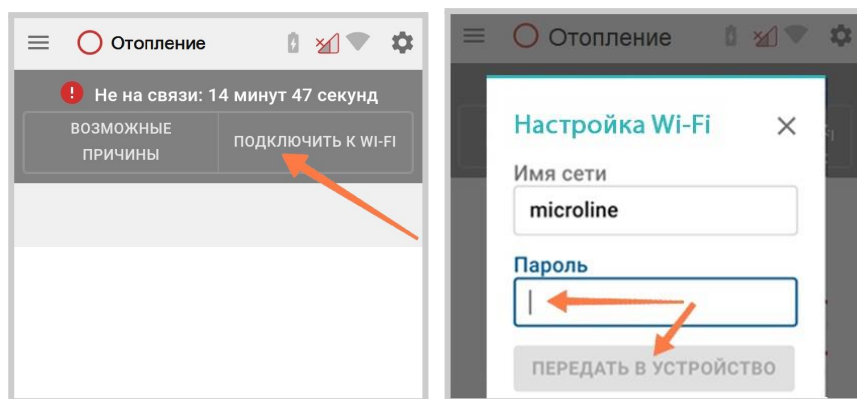 Отопление
Не на связи: 14 минут 47 секунд
ВОЗМОЖНЫЕ
ПРИЧИНЫ
ПОДКЛЮЧИТЬ К WI-FI
Отопление
Настройка Wi-Fi
Имя сети
microline
Пароль
ПЕРЕДАТЬ В УСТРОЙСТВО